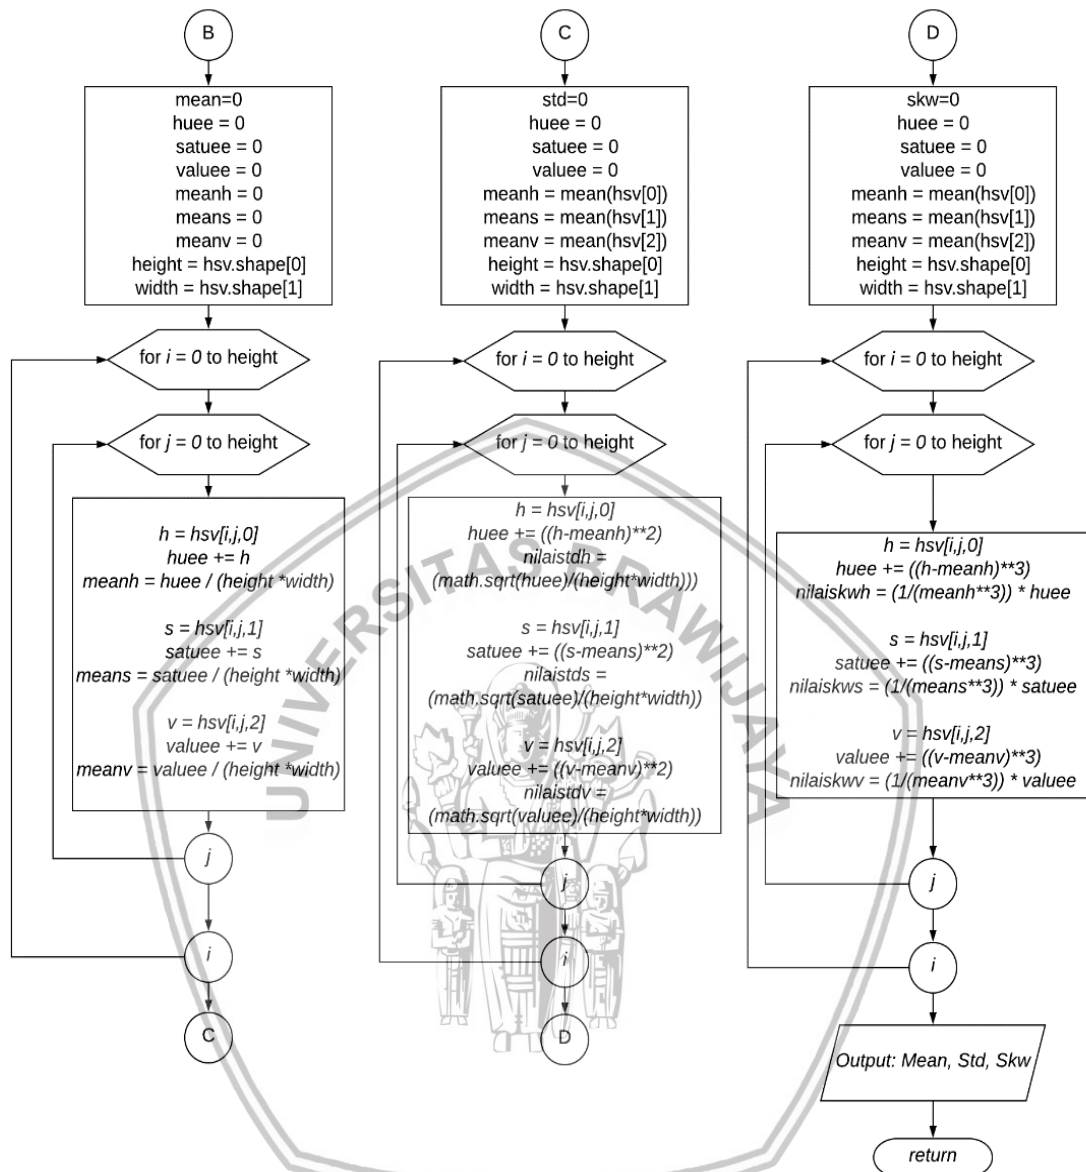 B
mean=0
huee = 0
satuee = 0
valuee = 0
meanh = 0
means = 0
meanv = 0
height = hsv.shape[0]
width = hsv.shape[1]
for i = 0 to height
for j = 0 to height
h = hsv[i,j,0]
huee += h
meanh = huee / (height *width)
s = hsv[i,j,1]
satuee += s
means = satuee / (height *width)
v = hsv[i,j,2]
valuee += v
meanv = valuee / (height *width)
j
i
C
C
std=0
huee = 0
satuee = 0
valuee = 0
meanh = mean(hsv[0])
means = mean(hsv[1])
meanv = mean(hsv[2])
height = hsv.shape[0]
width = hsv.shape[1]
for i = 0 to height
for j = 0 to height
h = hsv[i,j,0]
huee += ((h-meanh)**2)
nilaistdh =
(math.sqrt(huee)/(height*width)))
s = hsv[i,j,1]
satuee += ((s-means)**2)
nilaistds =
(math.sqrt(satuee)/(height*width))
v = hsv[i,j,2]
valuee += ((v-meanv)**2)
nilaistdv =
(math.sqrt(valuee)/(height*width))
j
i
D
D
skw=0
huee = 0
satuee = 0
valuee = 0
meanh = mean(hsv[0])
means = mean(hsv[1])
meanv = mean(hsv[2])
height = hsv.shape[0]
width = hsv.shape[1]
for i = 0 to height
for j = 0 to height
h = hsv[i,j,0]
huee += ((h-meanh)**3)
nilaiskwh = (1/(meanh**3)) * huee
s = hsv[i,j,1]
satuee += ((s-means)**3)
nilaiskws = (1/(means**3)) * satuee
v = hsv[i,j,2]
valuee += ((v-meanv)**3)
nilaiskwv = (1/(meanv**3)) * valuee
j
i
Output: Mean, Std, Skw
return
UNIVERSITAS BRAWIJAYA